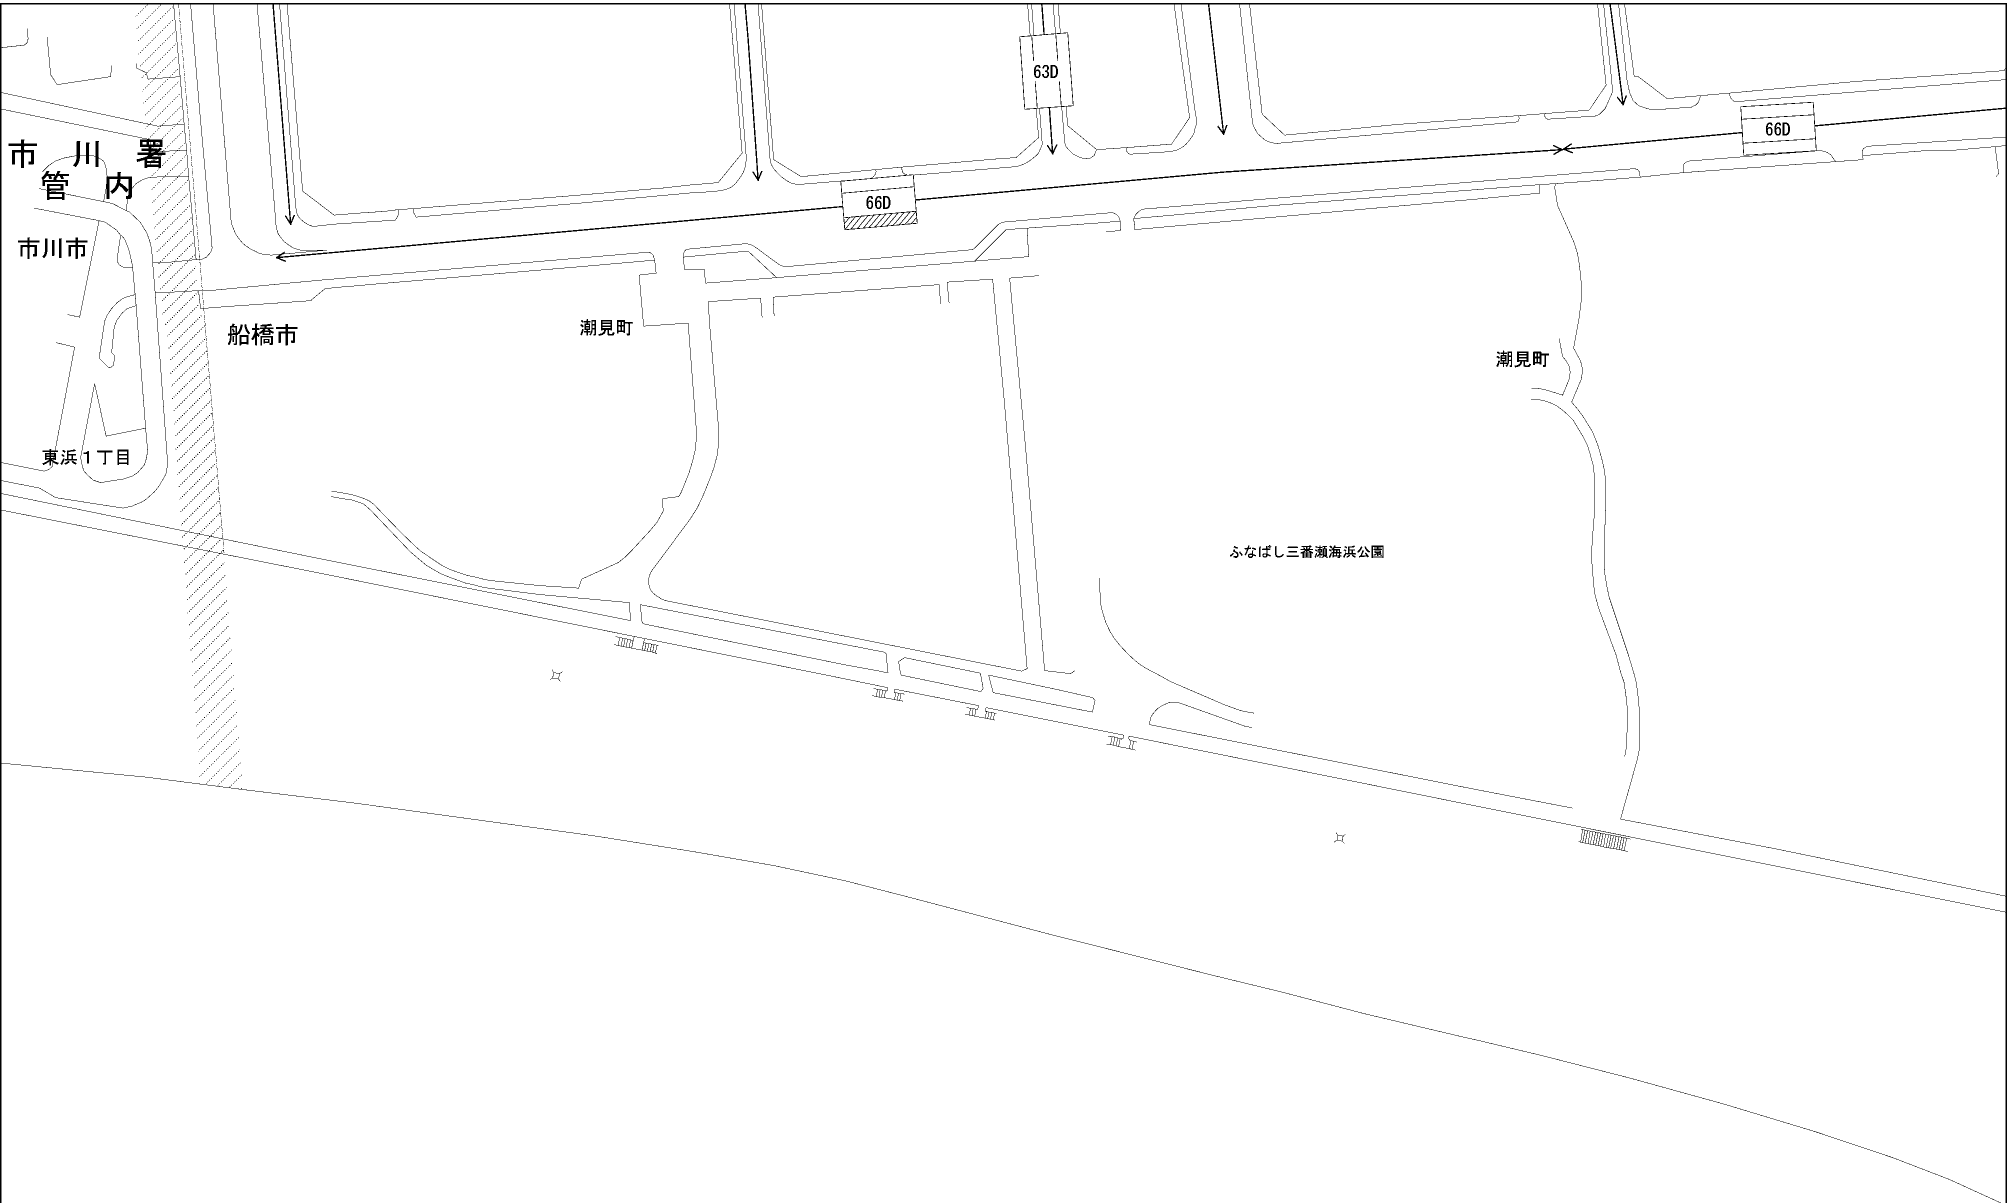 63D
66D
市川署
管内
66D
市川市
船橋市
潮見町
潮見町
東浜1丁目
ふなばし三番瀬海浜公園